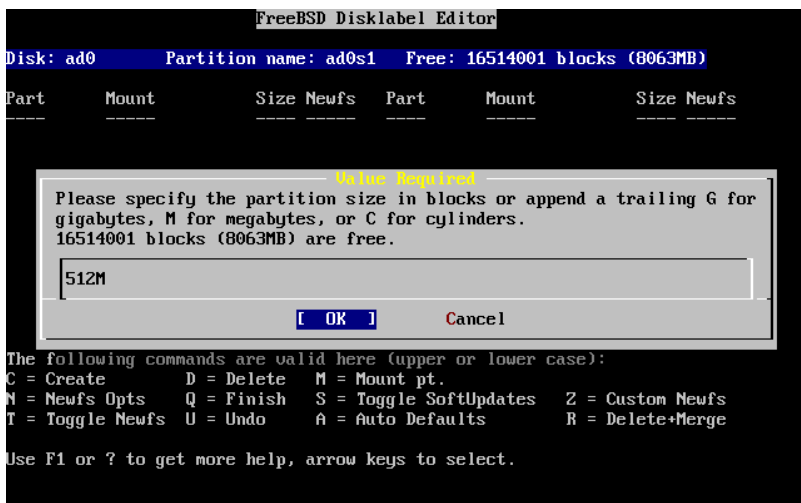 FreeBSD Disklabel Editor
Disk: ad0 Partition name: ad0s1 Free: 16514001 blocks (8063MB)
Part Mount Size Newfs Part Mount Size Newfs
---- ----- ---- ----- ---- ----- ---- -----
Value Required
Please specify the partition size in blocks or append a trailing G for
gigabytes, M for megabytes, or C for cylinders.
16514001 blocks (8063MB) are free.
512M
[ OK ] Cancel
The following commands are valid here (upper or lower case):
C = Create D = Delete M = Mount pt.
N = Newfs Opts Q = Finish S = Toggle SoftUpdates Z = Custom Newfs
T = Toggle Newfs U = Undo A = Auto Defaults R = Delete+Merge
Use F1 or ? to get more help, arrow keys to select.